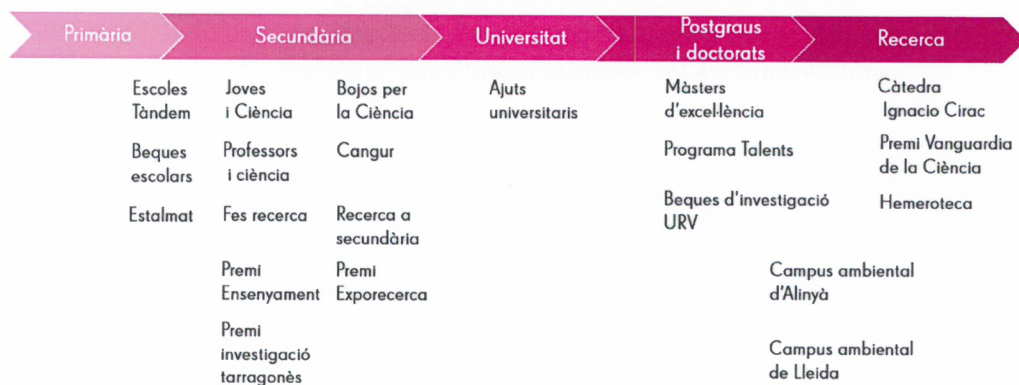 Primària
Secundària
Universitat
Postgraus
i doctorats
Recerca
Escoles
Tàndem
Beques
escolars
Estalmat
Joves
i Ciència
Professors
i ciència
Fes recerca
Premi
Ensenyament
Premi
investigació
tarragonès
Bojos per
la Ciència
Cangur
Recerca a
secundària
Premi
Exporecerca
Ajuts
universitaris
Màsters
d'excel·lència
Programa Talents
Beques d'investigació
URV
Càtedra
Ignacio Cirac
Premi Vanguardia
de la Ciència
Hemeroteca
Campus ambiental
d'Alinyà
Campus ambiental
de Lleida